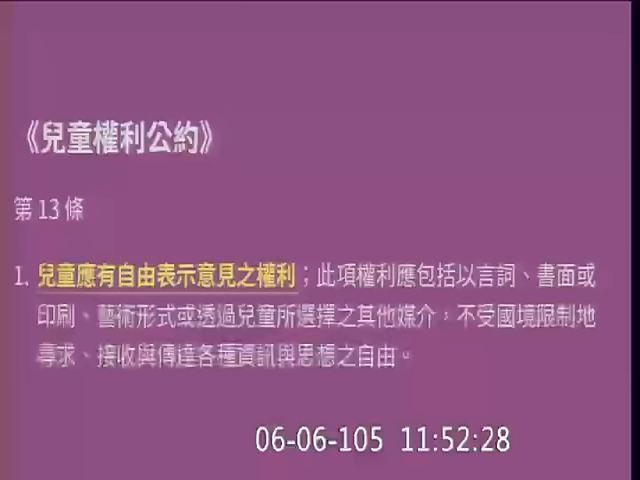 《兒童權利公約》
第 13 條
1. 兒童應有自由表示意見之權利；此項權利應包括以言詞、書面或
印刷、藝術形式或透過兒童所選擇之其他媒介，不受國境限制地
尋求、接收與傳達各種資訊與思想之自由。
06-06-105 11:52:28